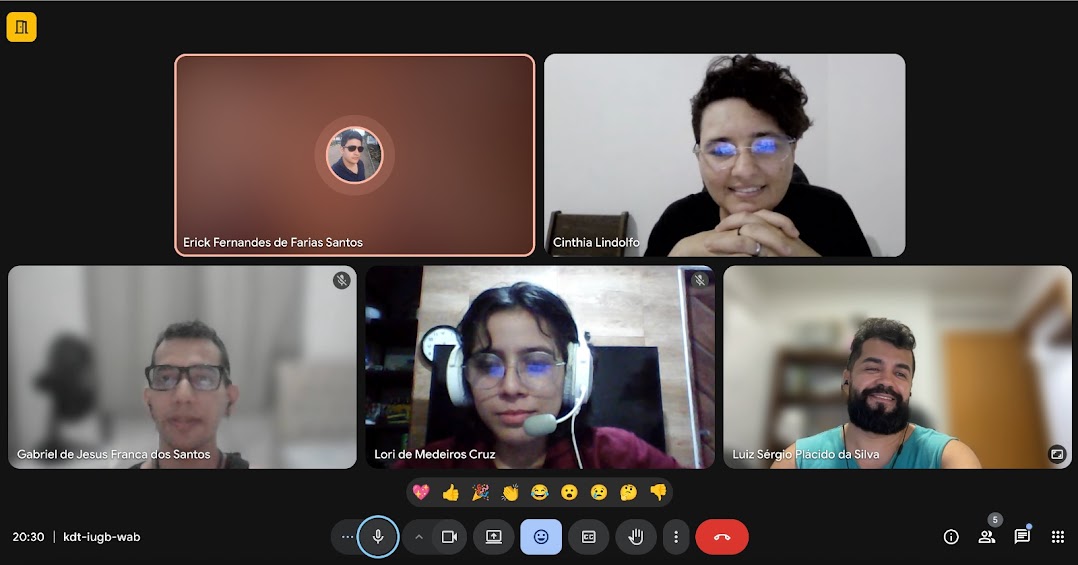 Erick Fernandes de Farias Santos
Cinthia Lindolfo
Gabriel de Jesus Franca dos Santos
Lori de Medeiros Cruz
Luiz Sérgio Plácido da Silva
20:30 | kdt-iugb-wab
5